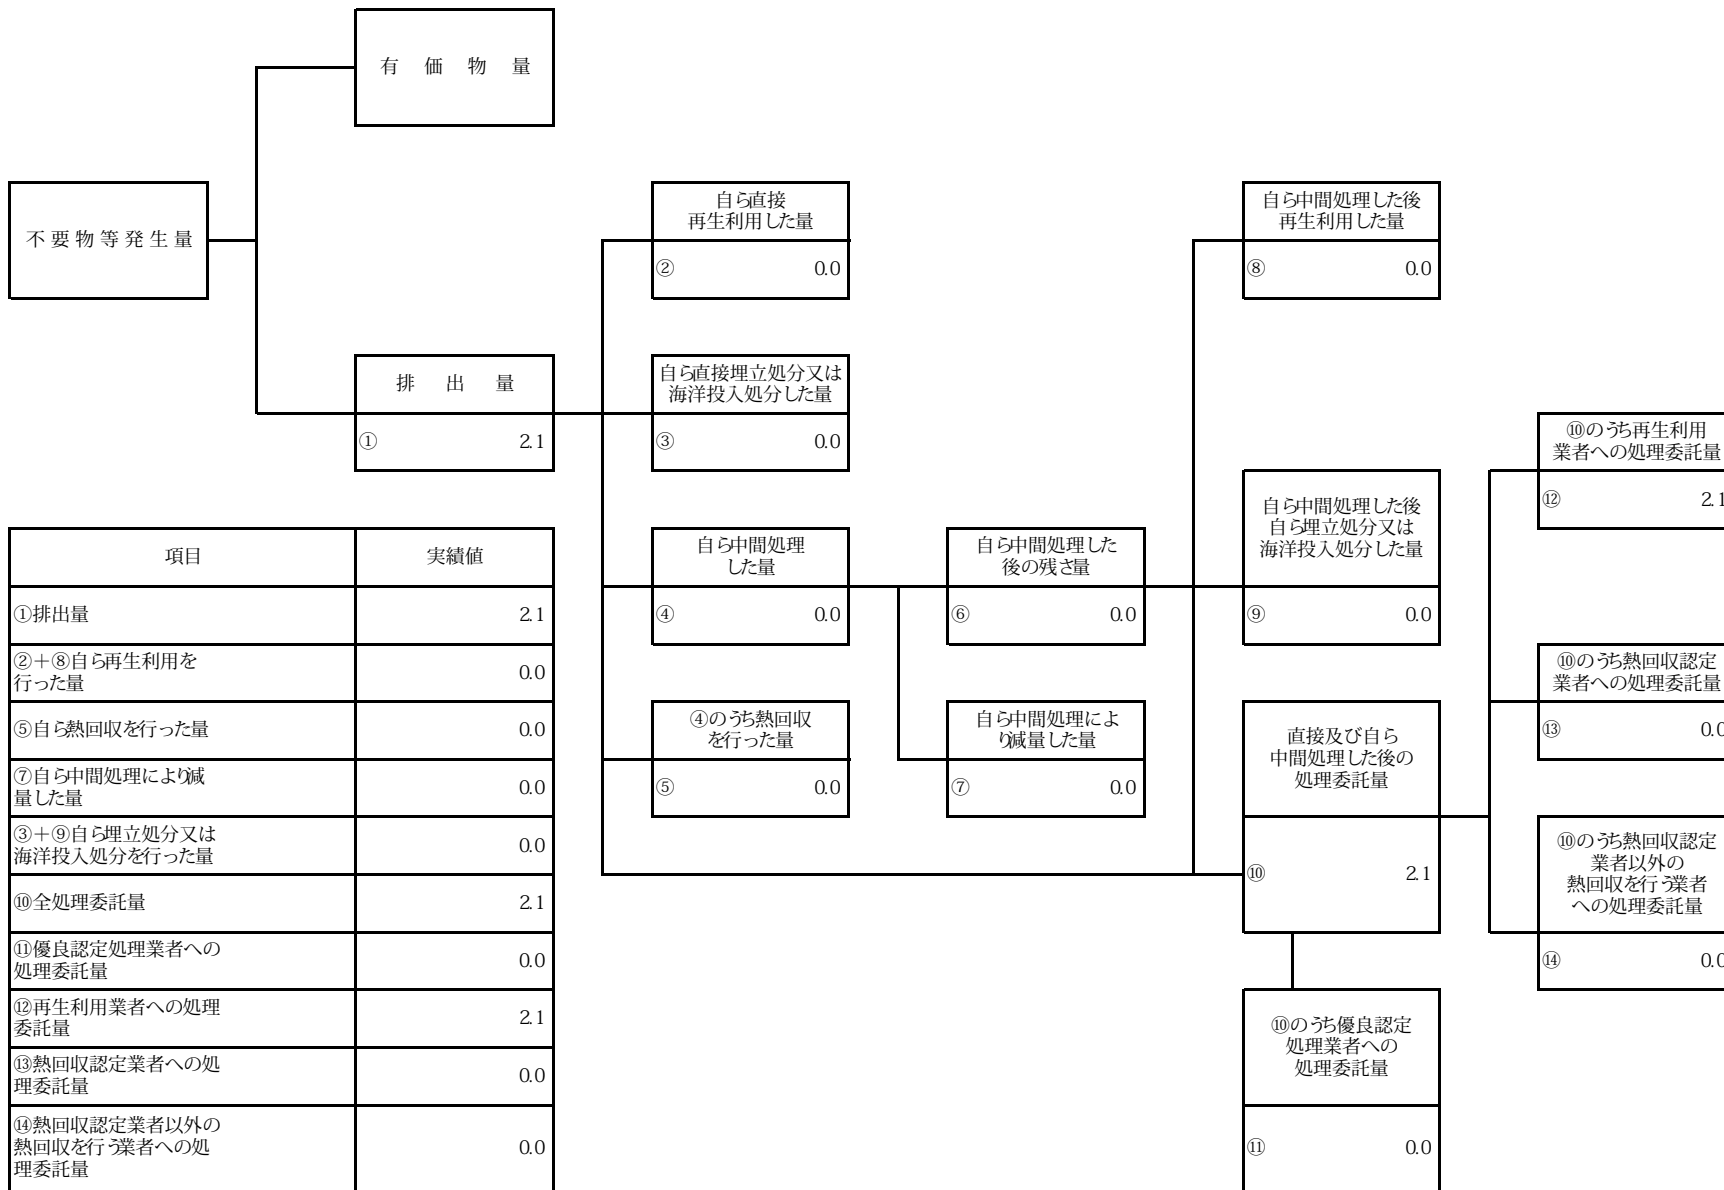 有価物量
不要物等発生量
排出量
① 2.1
自ら直接
再生利用した量
② 0.0
自ら直接埋立処分又は
海洋投入処分した量
③ 0.0
自ら中間処理
した量
④ 0.0
④のうち熱回収
を行った量
⑤ 0.0
自ら中間処理した
後の残さ量
⑥ 0.0
自ら中間処理によ
り減量した量
⑦ 0.0
自ら中間処理した後
再生利用した量
⑧ 0.0
自ら中間処理した後
自ら埋立処分又は
海洋投入処分した量
⑨ 0.0
直接及び自ら
中間処理した後の
処理委託量
⑩ 2.1
⑩のうち優良認定
処理業者への
処理委託量
⑪ 0.0
⑩のうち再生利用
業者への処理委託量
⑫ 2.1
⑩のうち熱回収認定
業者への処理委託量
⑬ 0.0
⑩のうち熱回収認定
業者以外の
熱回収を行う業者
への処理委託量
⑭ 0.0
項目 実績値
①排出量 2.1
②+⑧自ら再生利用を
行った量 0.0
⑤自ら熱回収を行った量 0.0
⑦自ら中間処理により減
量した量 0.0
③+⑨自ら埋立処分又は
海洋投入処分を行った量 0.0
⑩全処理委託量 2.1
⑪優良認定処理業者への
処理委託量 0.0
⑫再生利用業者への処理
委託量 2.1
⑬熱回収認定業者への処
理委託量 0.0
⑭熱回収認定業者以外の
熱回収を行う業者への処
理委託量 0.0